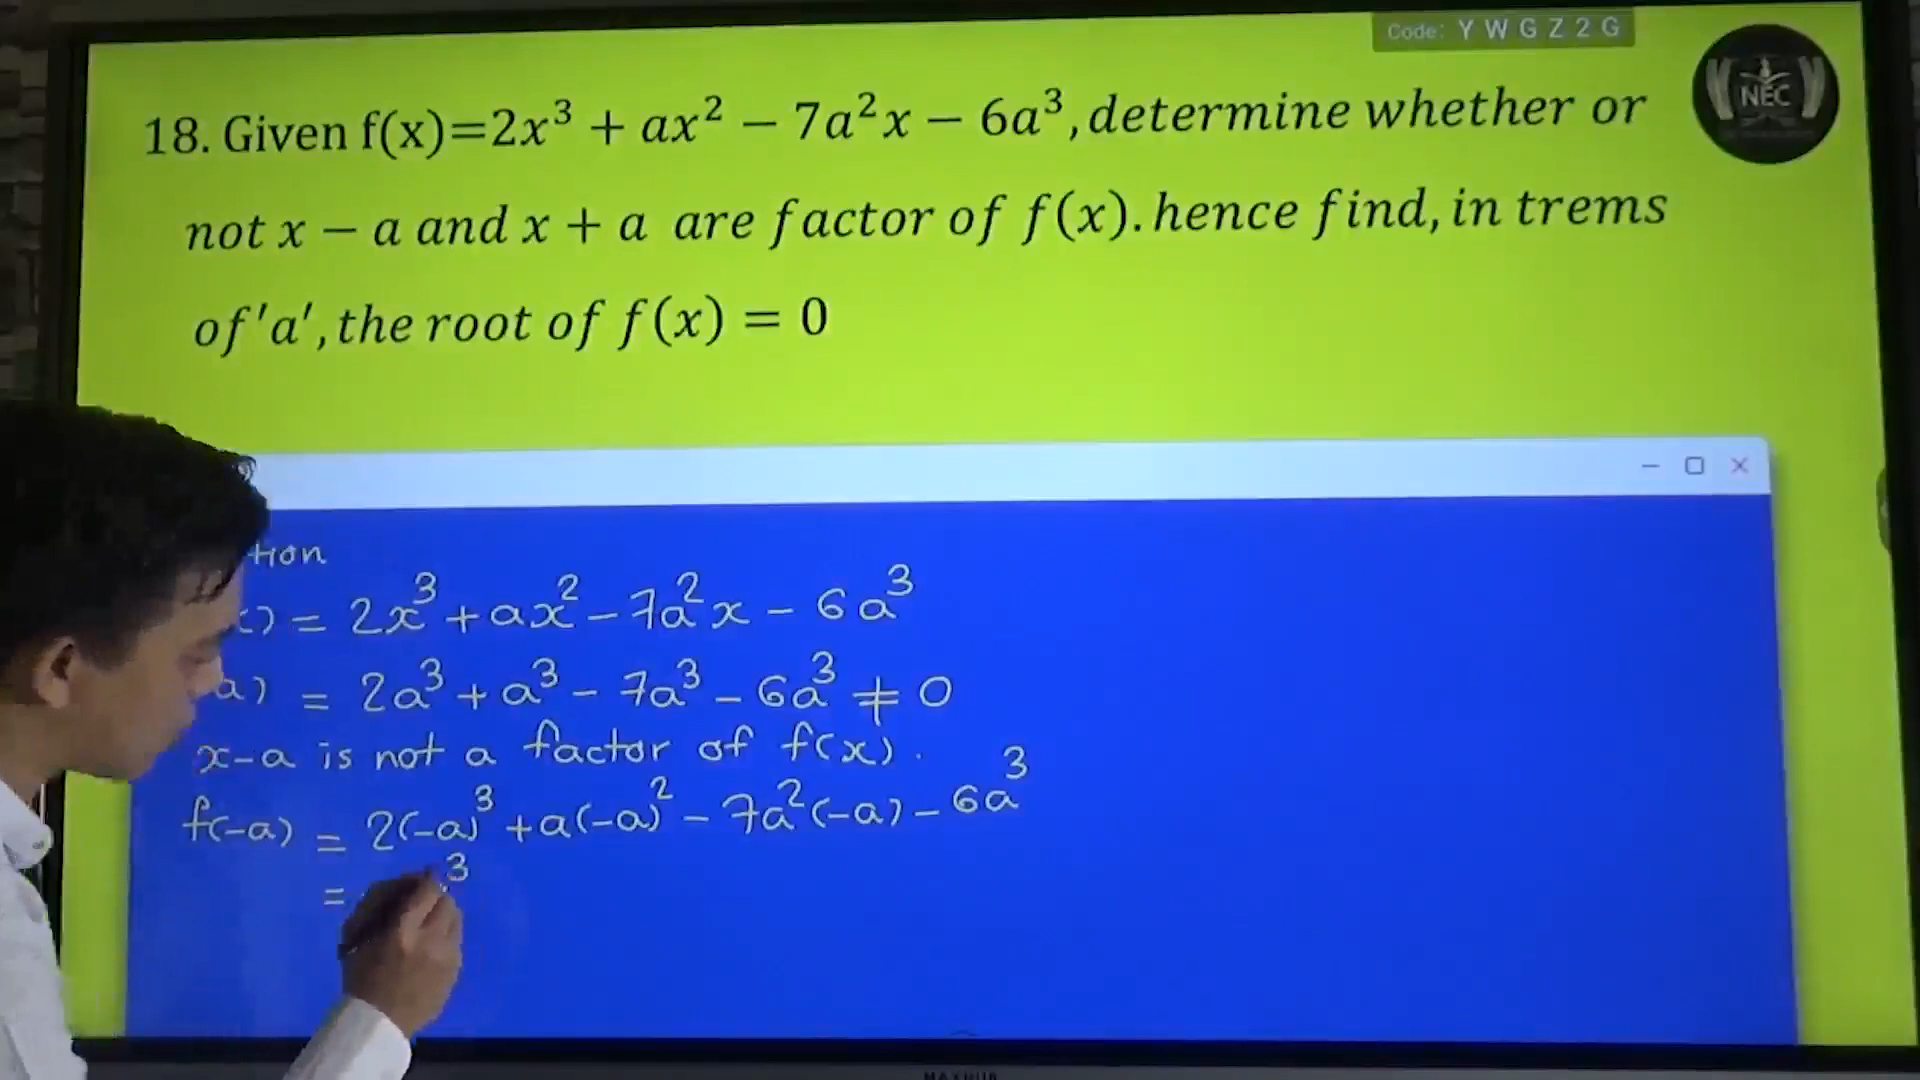 Code: Y W G Z 2 G
NEC
18. Given f(x)=2x³ + ax² − 7a²x − 6a³, determine whether or
not x − a and x + a are factor of f(x). hence find, in trems
of 'a', the root of f(x) = 0
tion
) = 2x³ + ax² − 7a²x − 6a³
a) = 2a³ + a³ − 7a³ − 6a³ ≠ 0
x−a is not a factor of f(x).
f(−a) = 2(−a)³ + a(−a)² − 7a²(−a) − 6a³
= ³